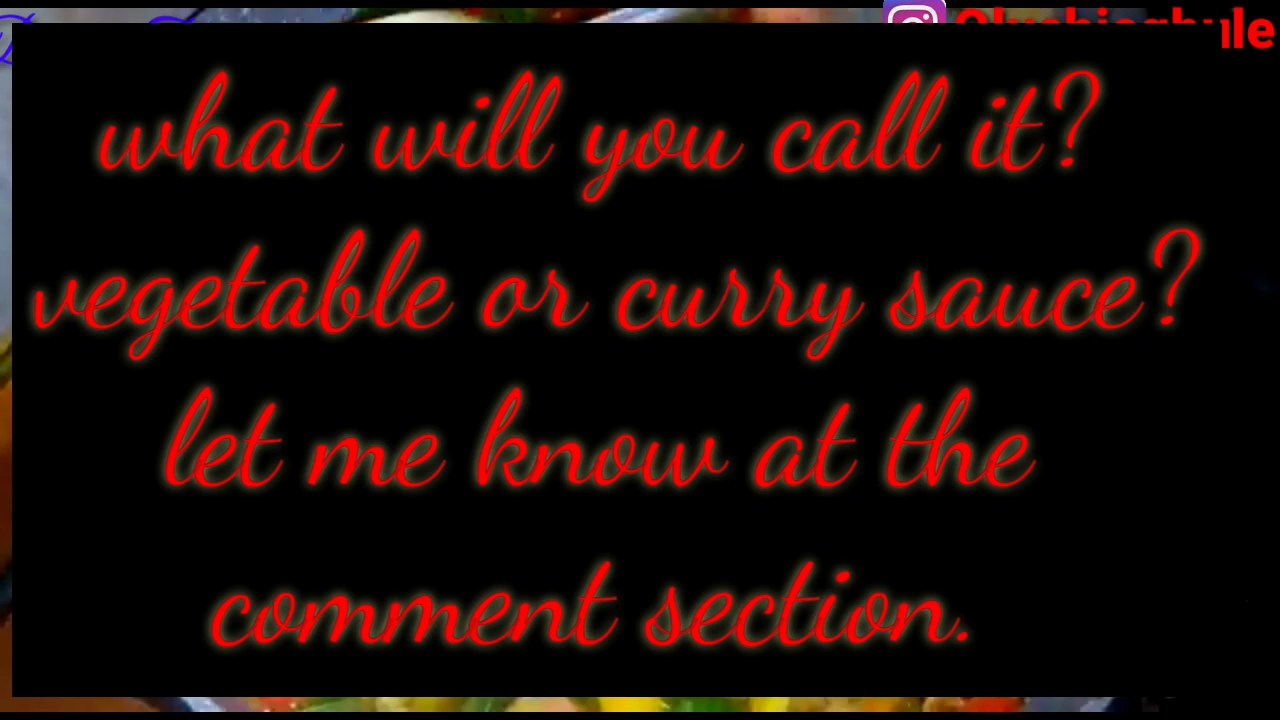 what will you call it?
vegetable or curry sauce?
let me know at the
comment section.